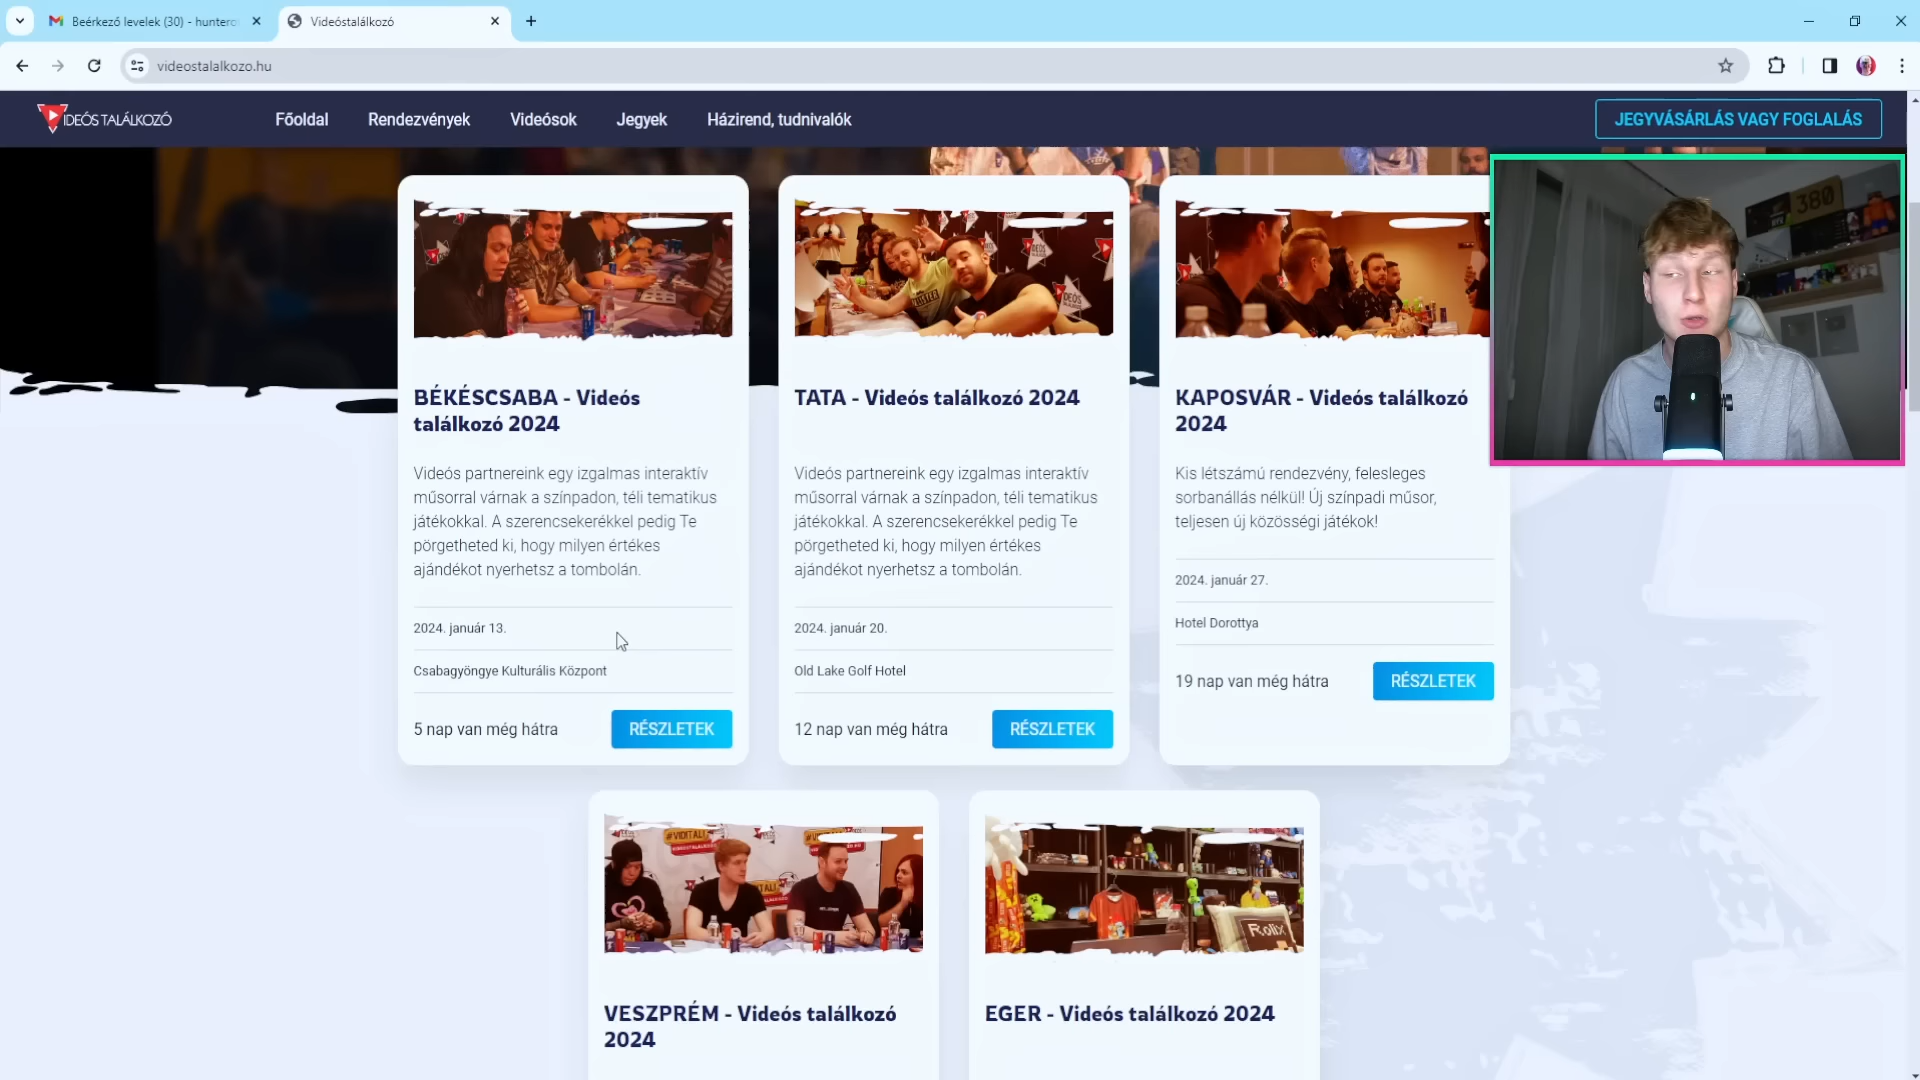 Beérkező levelek (30) - huntero
Videóstalálkozó
videostalalkozo.hu
IDEÓS TALÁLKOZÓ
Főoldal
Rendezvények
Videósok
Jegyek
Házirend, tudnivalók
JEGYVÁSÁRLÁS VAGY FOGLALÁS
380
BÉKÉSCSABA - Videós
találkozó 2024
Videós partnereink egy izgalmas interaktív
műsorral várnak a színpadon, téli tematikus
játékokkal. A szerencsekerékkel pedig Te
pörgetheted ki, hogy milyen értékes
ajándékot nyerhetsz a tombolán.
2024. január 13.
Csabagyöngye Kulturális Központ
5 nap van még hátra
RÉSZLETEK
TATA - Videós találkozó 2024
Videós partnereink egy izgalmas interaktív
műsorral várnak a színpadon, téli tematikus
játékokkal. A szerencsekerékkel pedig Te
pörgetheted ki, hogy milyen értékes
ajándékot nyerhetsz a tombolán.
2024. január 20.
Old Lake Golf Hotel
12 nap van még hátra
RÉSZLETEK
KAPOSVÁR - Videós találkozó
2024
Kis létszámú rendezvény, felesleges
sorbanállás nélkül! Új színpadi műsor,
teljesen új közösségi játékok!
2024. január 27.
Hotel Dorottya
19 nap van még hátra
RÉSZLETEK
#VIDITALI
VESZPRÉM - Videós találkozó
2024
Rolix
EGER - Videós találkozó 2024